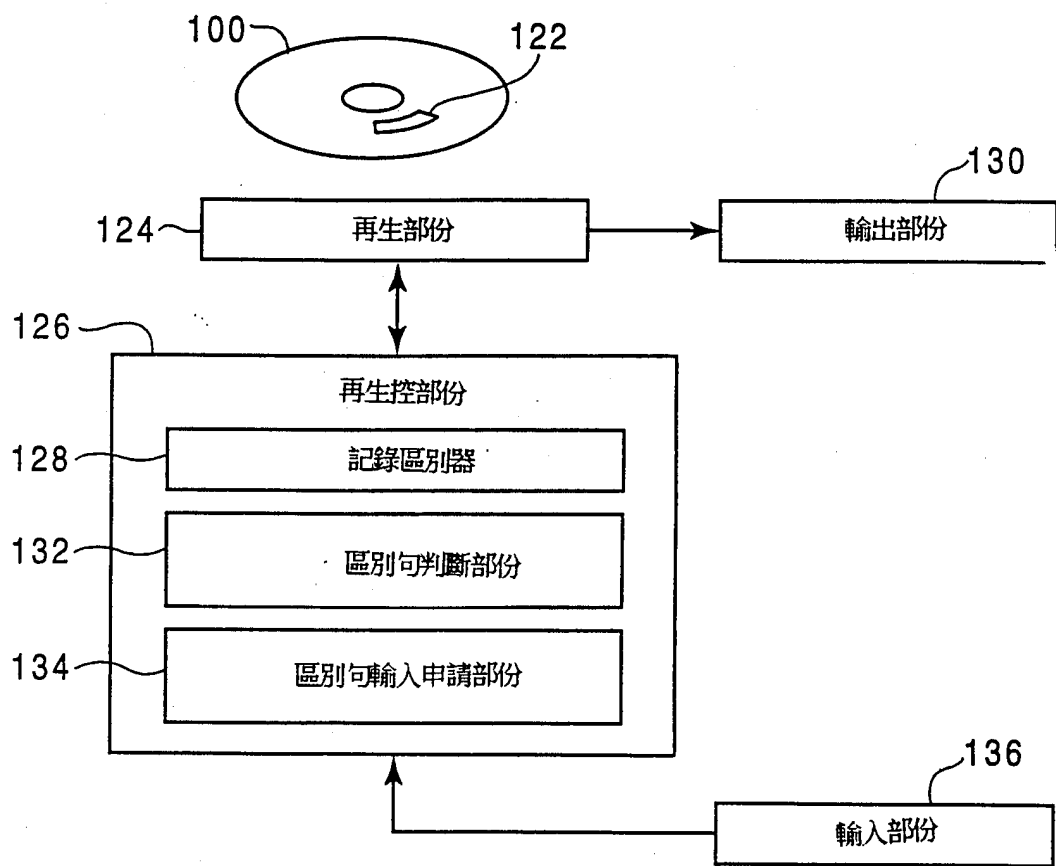 100
122
130
124
再生部份
輸出部份
126
再生控部份
128
記錄區別器
132
區別句判斷部份
134
區別句輸入申請部份
136
輸入部份